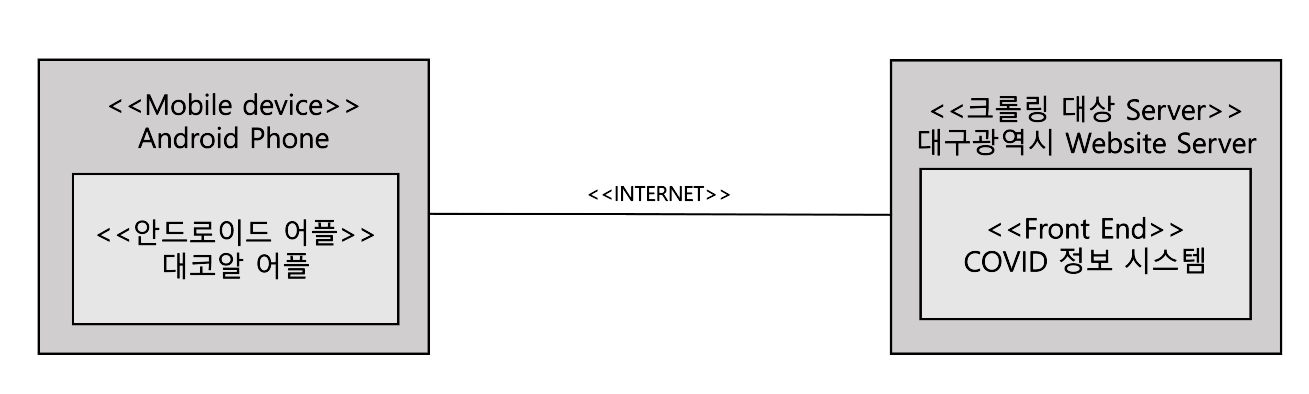 <<Mobile device>>
Android Phone
<<안드로이드 어플>>
대코알 어플
<<INTERNET>>
<<크롤링 대상 Server>>
대구광역시 Website Server
<<Front End>>
COVID 정보 시스템